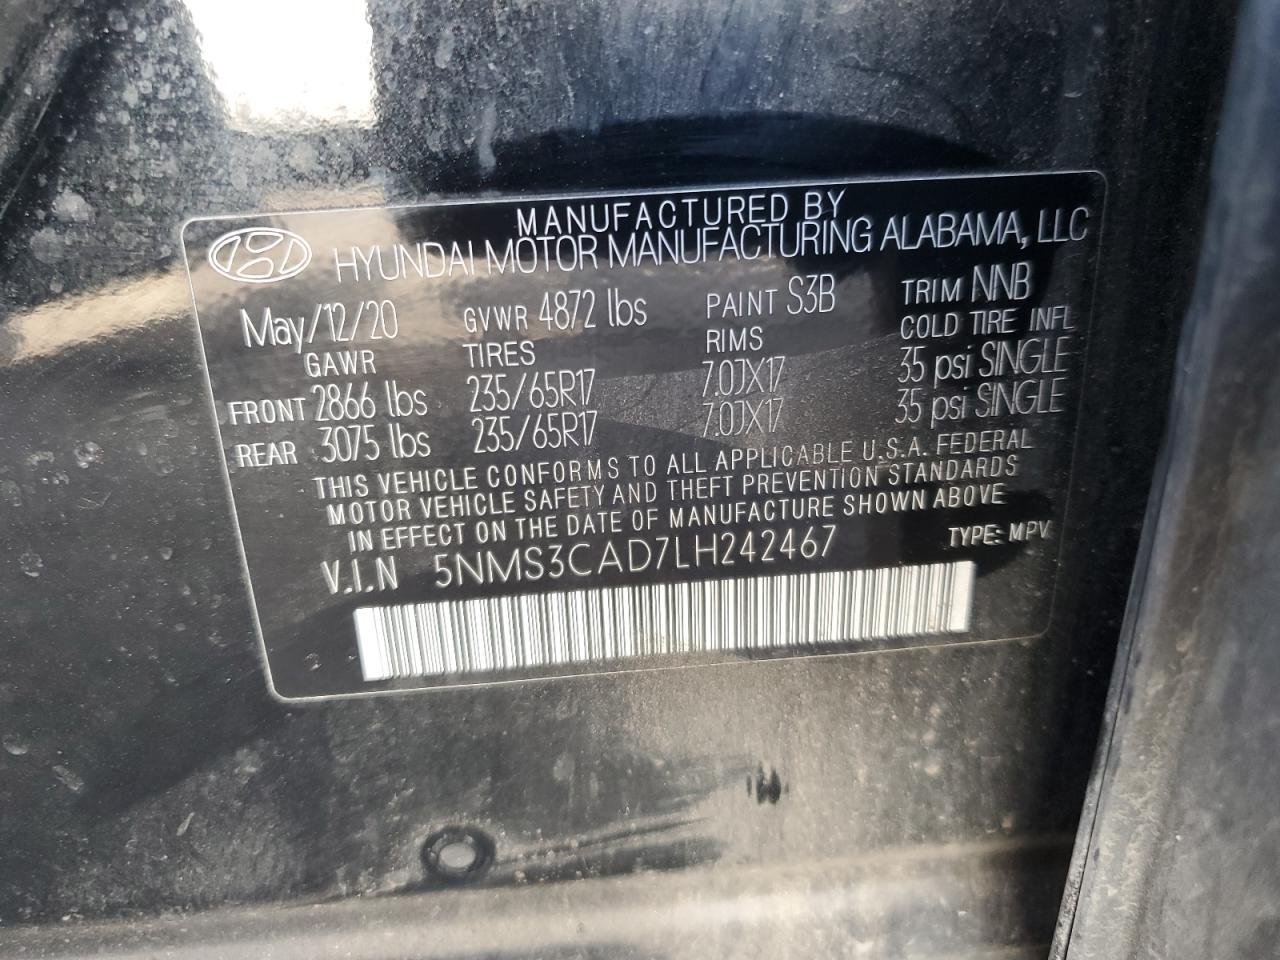 MANUFACTURED BY
HYUNDAI MOTOR MANUFACTURING ALABAMA, LLC
May/12/20 GVWR 4872 lbs PAINT S3B TRIM NNB
GAWR TIRES RIMS COLD TIRE INFL
FRONT 2866 lbs 235/65R17 7.0JX17 35 psi SINGLE
REAR 3075 lbs 235/65R17 7.0JX17 35 psi SINGLE
THIS VEHICLE CONFORMS TO ALL APPLICABLE U.S.A. FEDERAL
MOTOR VEHICLE SAFETY AND THEFT PREVENTION STANDARDS
IN EFFECT ON THE DATE OF MANUFACTURE SHOWN ABOVE
V.I.N 5NMS3CAD7LH242467 TYPE: MPV